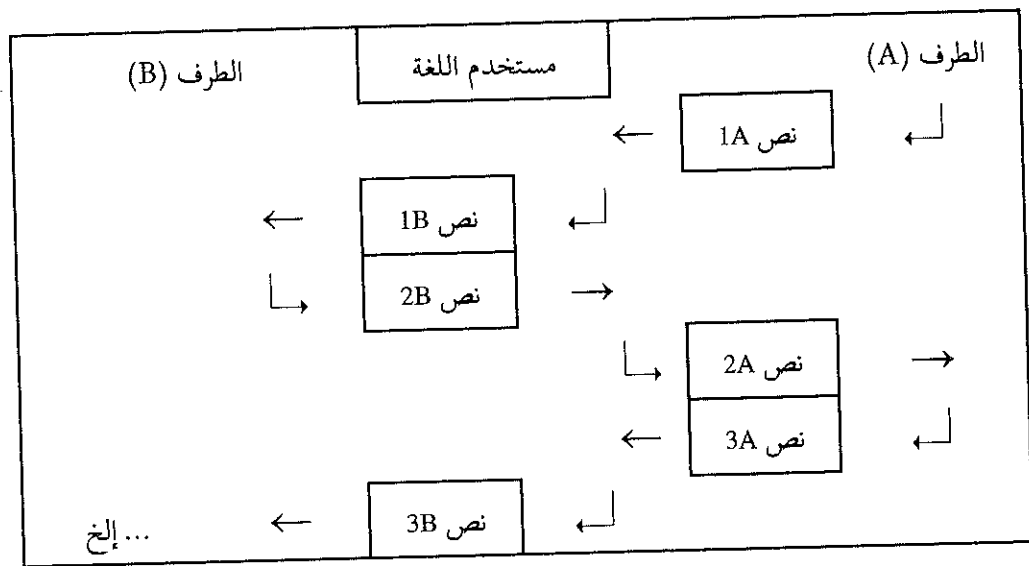 الطرف (A) مستخدم اللغة الطرف (B)
نص 1A
نص 1B
نص 2B
نص 2A
نص 3A
نص 3B
... إلخ